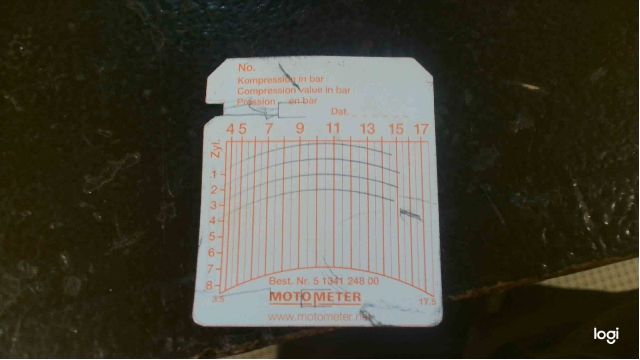 No.
Kompression in bar
Compression value in bar
Pression en bar
Dat.
4 5 7 9 11 13 15 17
Zyl.
1
2
3
4
5
6
7
8
Best. Nr. 5 1341 248 00
3.5 MOTOMETER 17.5
www.motometer.
logi